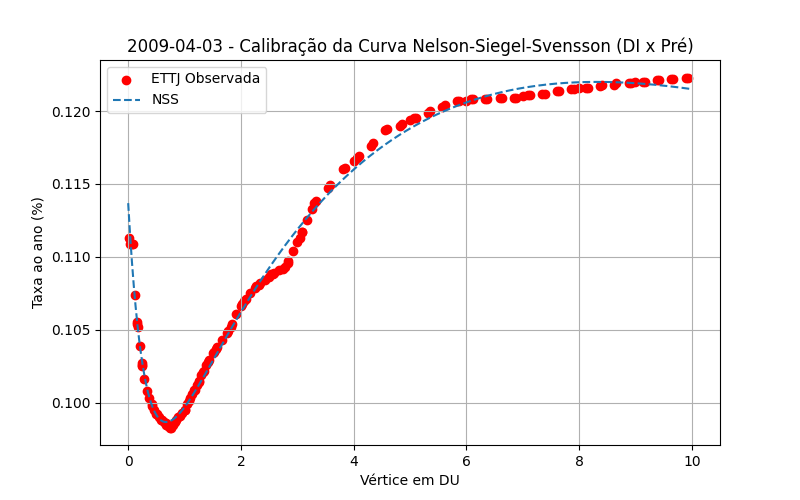 2009-04-03 - Calibração da Curva Nelson-Siegel-Svensson (DI x Pré)
ETTJ Observada
NSS
Taxa ao ano (%)
0.120
0.115
0.110
0.105
0.100
0 2 4 6 8 10
Vértice em DU